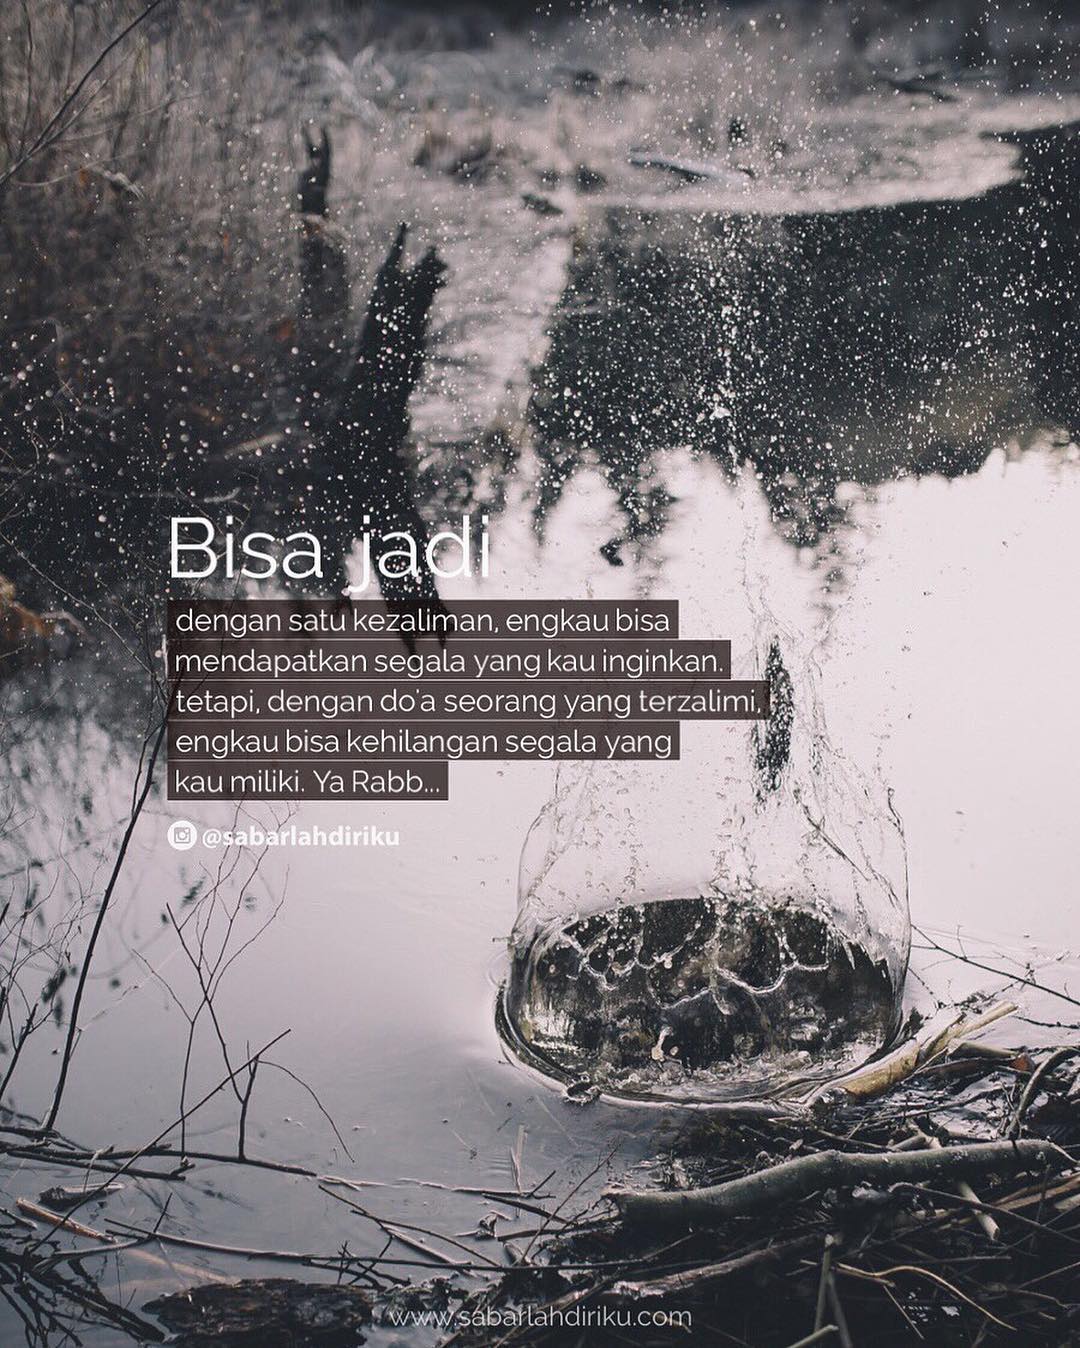 Bisa jadi
dengan satu kezaliman, engkau bisa
mendapatkan segala yang kau inginkan.
tetapi, dengan do'a seorang yang terzalimi,
engkau bisa kehilangan segala yang
kau miliki. Ya Rabb...
@sabarlahdiriku
www.sabarlahdiriku.com